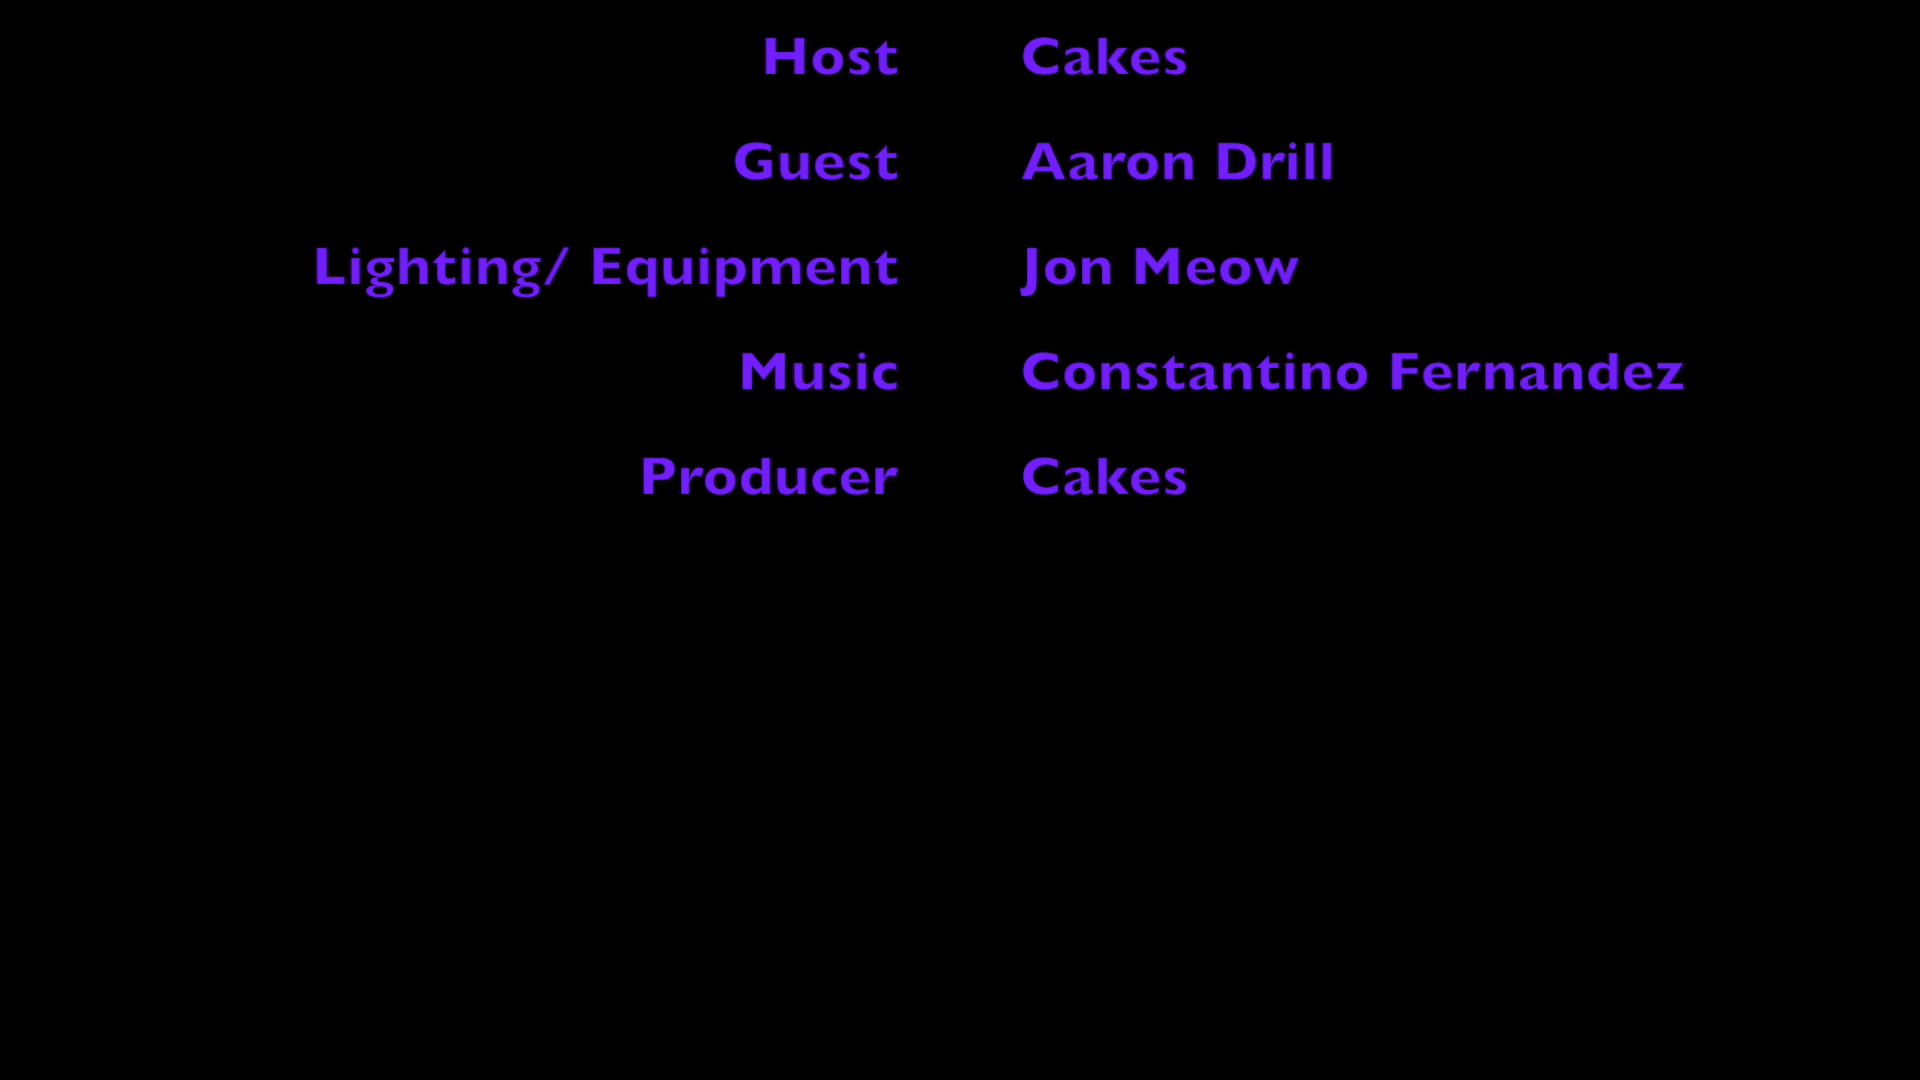 Host Cakes
Guest Aaron Drill
Lighting/ Equipment Jon Meow
Music Constantino Fernandez
Producer Cakes